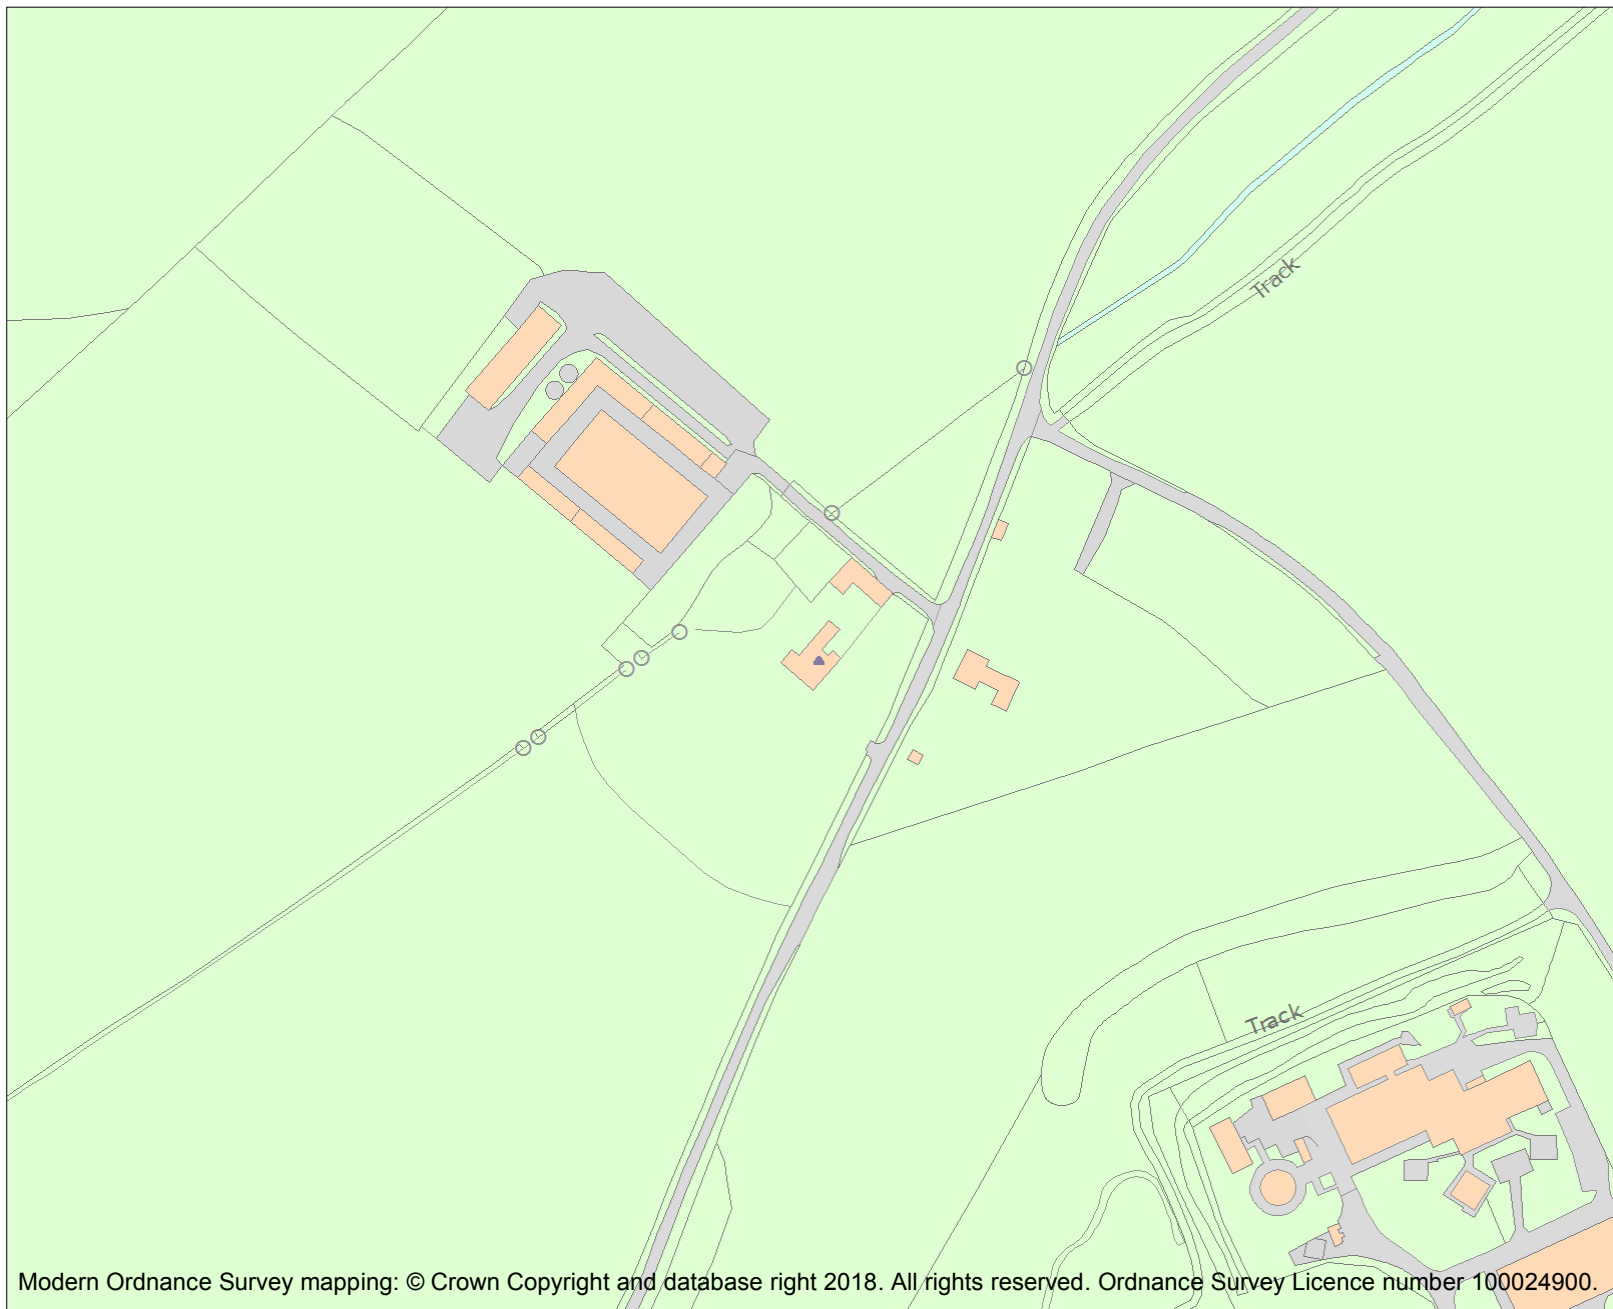 Track
Track
Modern Ordnance Survey mapping: © Crown Copyright and database right 2018. All rights reserved. Ordnance Survey Licence number 100024900.